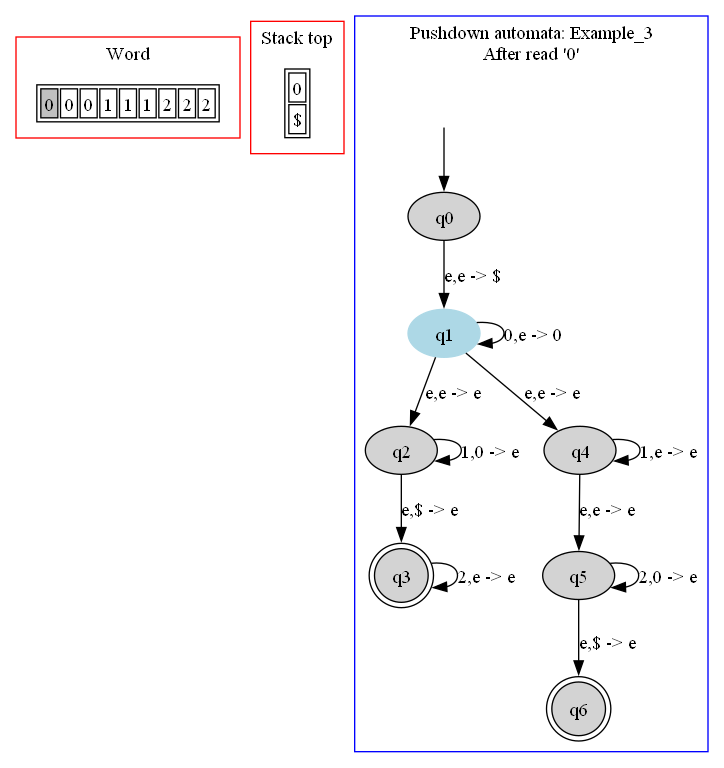 Word
0 0 0 1 1 1 2 2 2
Stack top
0
$
Pushdown automata: Example_3
After read '0'
q0
e,e -> $
q1
0,e -> 0
e,e -> e
e,e -> e
q2
1,0 -> e
q4
1,e -> e
e,$ -> e
e,e -> e
q3
2,e -> e
q5
2,0 -> e
e,$ -> e
q6